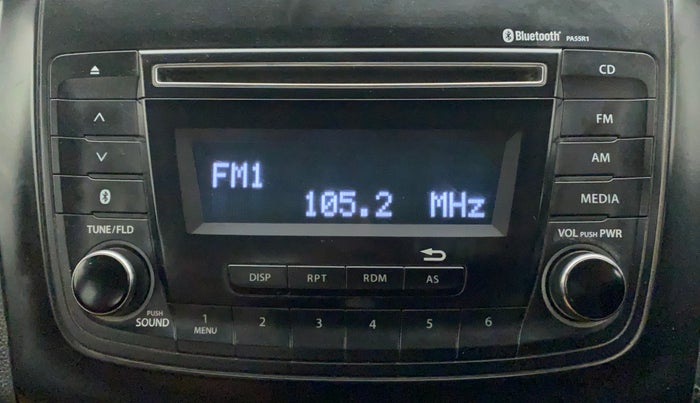 Bluetooth® PA55R1
CD
FM
AM
MEDIA
FM1
105.2 MHz
TUNE/FLD
VOL PUSH PWR
DISP RPT RDM AS
PUSH
SOUND
1 2 3 4 5 6
MENU